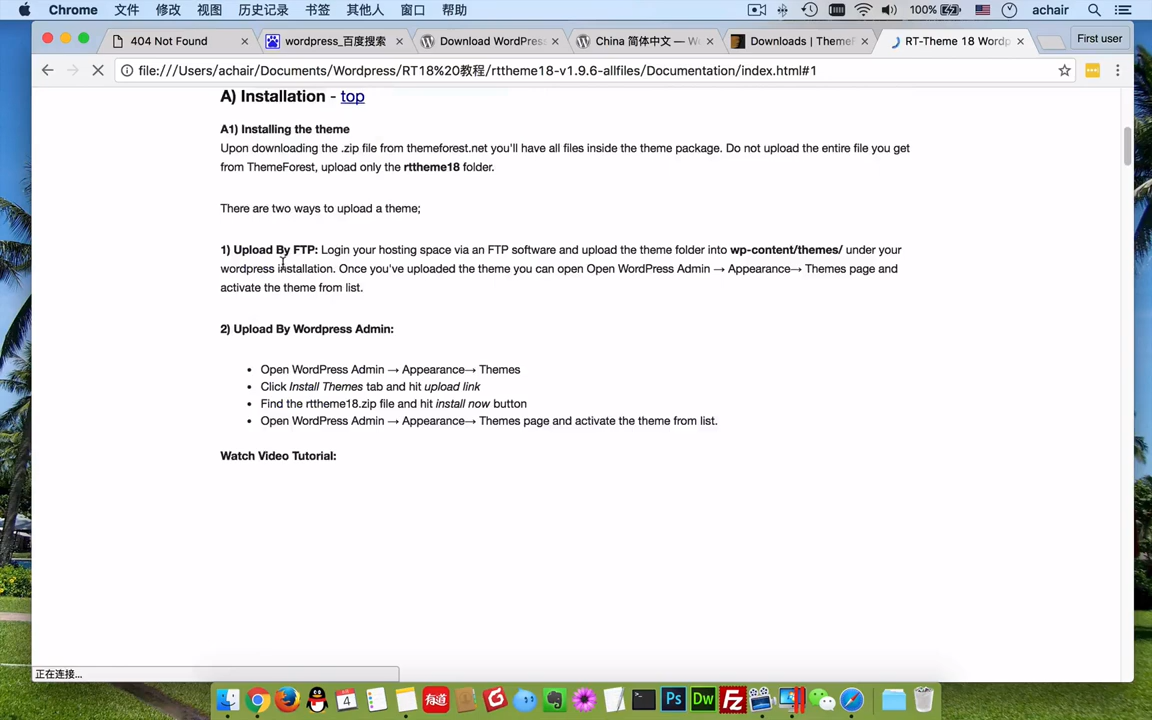 Chrome 文件 修改 视图 历史记录 书签 其他人 窗口 帮助 100% achair
404 Not Found wordpress_百度搜索 Download WordPress China 简体中文 — W Downloads | ThemeF RT-Theme 18 Wordp First user
file:///Users/achair/Documents/Wordpress/RT18%20教程/rttheme18-v1.9.6-allfiles/Documentation/index.html#1
A) Installation - top
A1) Installing the theme
Upon downloading the .zip file from themeforest.net you'll have all files inside the theme package. Do not upload the entire file you get
from ThemeForest, upload only the rttheme18 folder.
There are two ways to upload a theme;
1) Upload By FTP: Login your hosting space via an FTP software and upload the theme folder into wp-content/themes/ under your
wordpress installation. Once you've uploaded the theme you can open Open WordPress Admin → Appearance→ Themes page and
activate the theme from list.
2) Upload By Wordpress Admin:
• Open WordPress Admin → Appearance→ Themes
• Click Install Themes tab and hit upload link
• Find the rttheme18.zip file and hit install now button
• Open WordPress Admin → Appearance→ Themes page and activate the theme from list.
Watch Video Tutorial:
正在连接...
4 有道 Ps Dw Fz